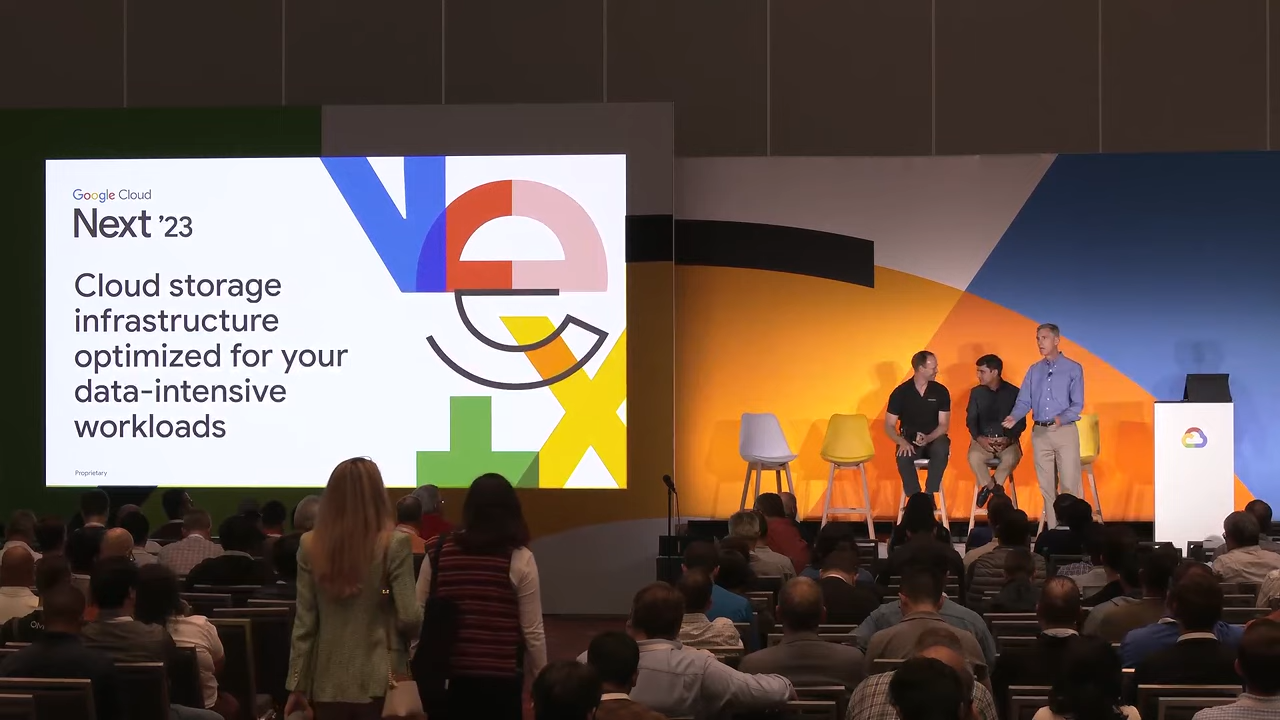 Google Cloud
Next '23
Cloud storage
infrastructure
optimized for your
data-intensive
workloads
Proprietary